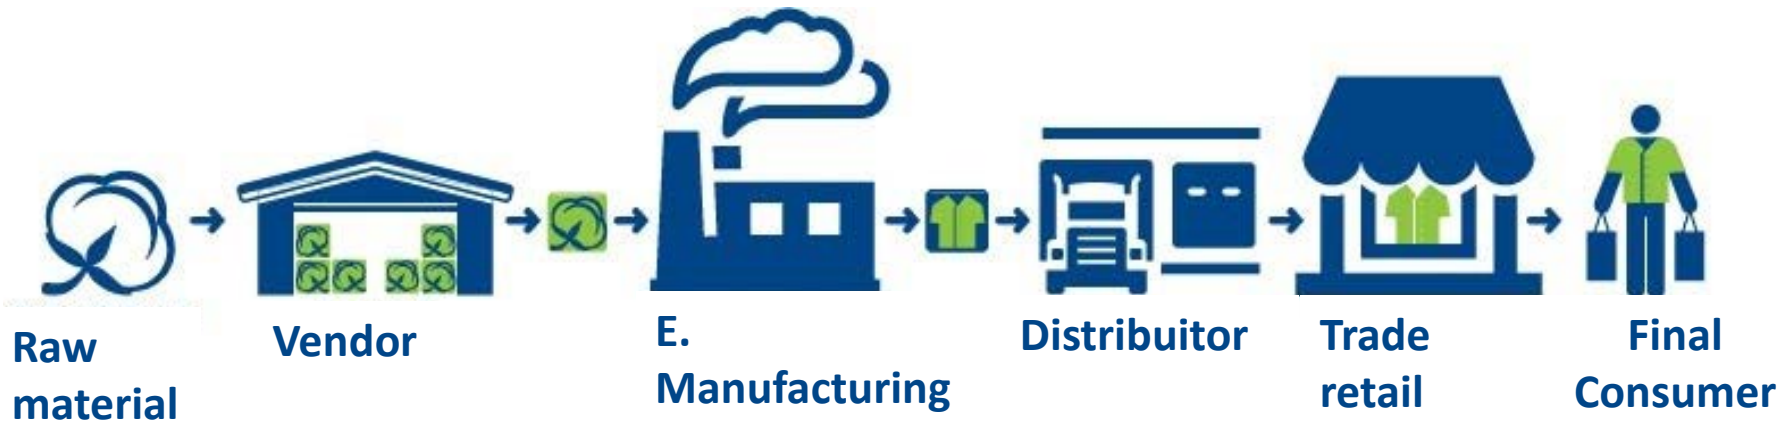 Raw
material
Vendor
E.
Manufacturing
Distribuitor
Trade
retail
Final
Consumer